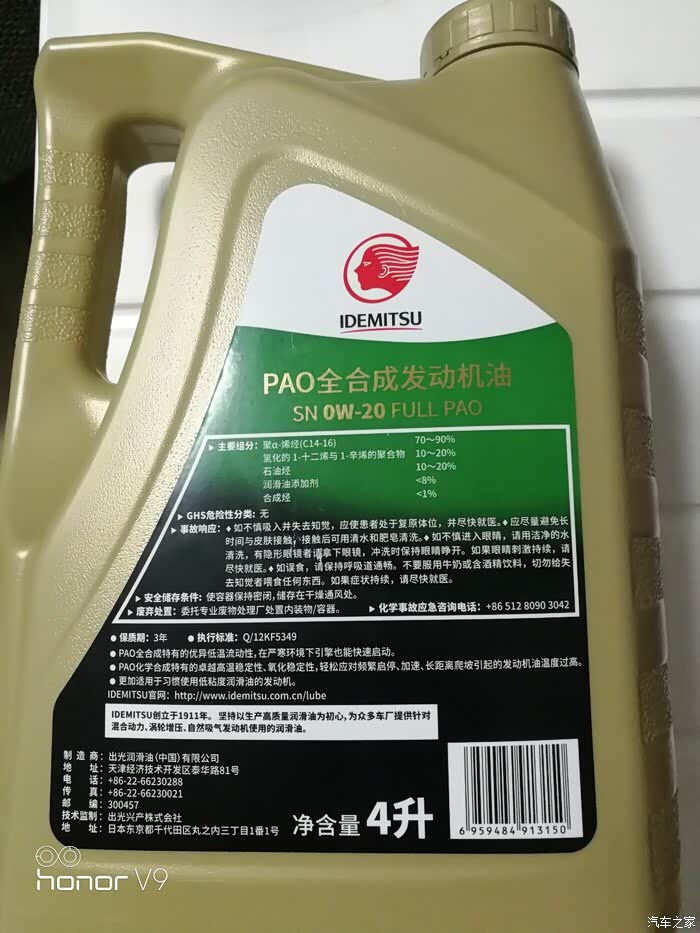 IDEMITSU
PAO全合成发动机油
SN 0W-20 FULL PAO
▶ 主要组分：聚α-烯烃(C14-16) 70～90%
氢化的 1-十二烯与 1-辛烯的聚合物 10～20%
石油烃 10～20%
润滑油添加剂 <8%
合成烃 <1%
▶ GHS危险性分类：无
▶ 事故响应：♦ 如不慎吸入并失去知觉，应使患者处于复原体位，并尽快就医。♦ 应尽量避免长
时间与皮肤接触，接触后可用清水和肥皂清洗。♦ 如不慎进入眼睛，请用洁净的水
清洗，有隐形眼镜者请拿下眼镜，冲洗时保持眼睛睁开。如果眼睛刺激持续，请
尽快就医。♦ 如误食，请保持呼吸道通畅。不要服用牛奶或含酒精饮料，切勿给失
去知觉者喂食任何东西。如果症状持续，请尽快就医。
▶ 安全储存条件：使容器保持密闭，储存在干燥通风处。
▶ 废弃处置：委托专业废物处理厂处置内装物/容器。 ▶ 化学事故应急咨询电话：+86 512 8090 3042
● 保质期：3年 ● 执行标准：Q/12KF5349
● PAO全合成特有的优异低温流动性，在严寒环境下引擎也能快速启动。
● PAO化学合成特有的卓越高温稳定性、氧化稳定性，轻松应对频繁启停、加速、长距离爬坡引起的发动机油温度过高。
● 更加适用于习惯使用低粘度润滑油的发动机。
IDEMITSU官网：http://www.idemitsu.com.cn/lube
IDEMITSU创立于1911年。坚持以生产高质量润滑油为初心，为众多车厂提供针对
混合动力、涡轮增压、自然吸气发动机使用的润滑油。
制造商：出光润滑油（中国）有限公司
地址：天津经济技术开发区泰华路81号
电话：+86-22-66230288
传真：+86-22-66230021
邮编：300457
技术监制：出光兴产株式会社
地址：日本东京都千代田区丸之内三丁目1番1号
净含量 4升
6 959484 913150
honor V9
汽车之家